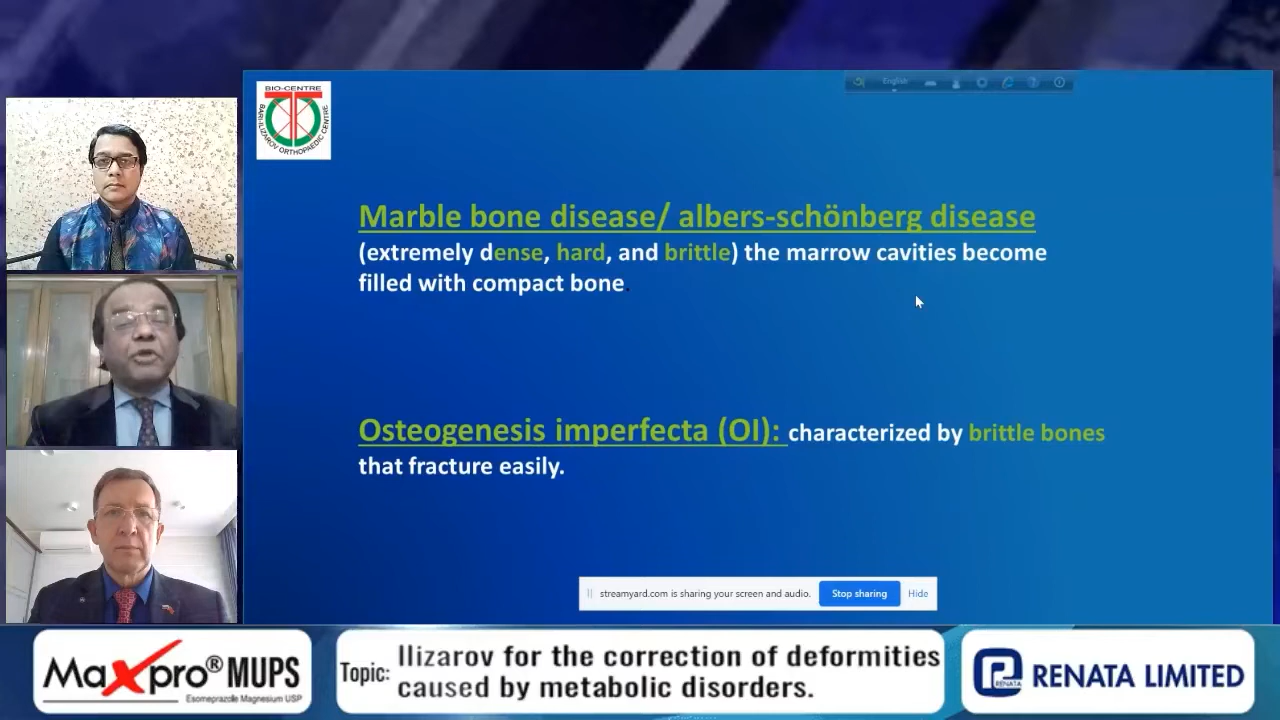 BIO-CENTRE
BARI-ILIZAROV ORTHOPAEDIC CENTRE
English
Marble bone disease/ albers-schönberg disease
(extremely dense, hard, and brittle) the marrow cavities become
filled with compact bone.
Osteogenesis imperfecta (OI): characterized by brittle bones
that fracture easily.
streamyard.com is sharing your screen and audio. Stop sharing Hide
Maxpro® MUPS
Esomeprazole Magnesium USP
Topic: Ilizarov for the correction of deformities
caused by metabolic disorders.
RENATA
RENATA LIMITED